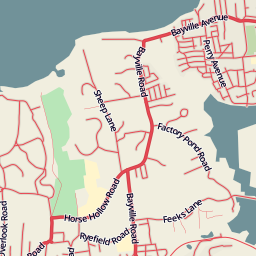 Bayville Avenue
Perry Avenue
Bayville Road
Sheep Lane
Factory Pond Road
Horse Hollow Road
Bayville Road
Feeks Lane
Ryefield Road
Overlook Road
Road